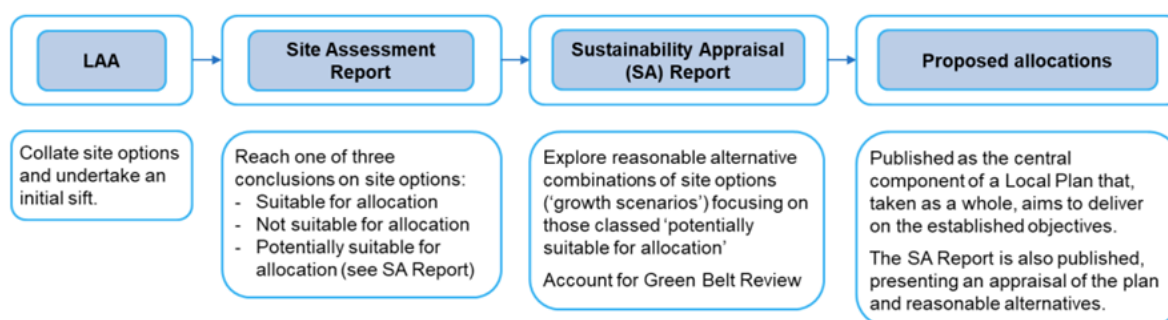 LAA
Site Assessment
Report
Sustainability Appraisal
(SA) Report
Proposed allocations
Collate site options
and undertake an
initial sift.
Reach one of three
conclusions on site options:
- Suitable for allocation
- Not suitable for allocation
- Potentially suitable for
allocation (see SA Report)
Explore reasonable alternative
combinations of site options
(‘growth scenarios’) focusing on
those classed ‘potentially
suitable for allocation’
Account for Green Belt Review
Published as the central
component of a Local Plan that,
taken as a whole, aims to deliver
on the established objectives.
The SA Report is also published,
presenting an appraisal of the plan
and reasonable alternatives.